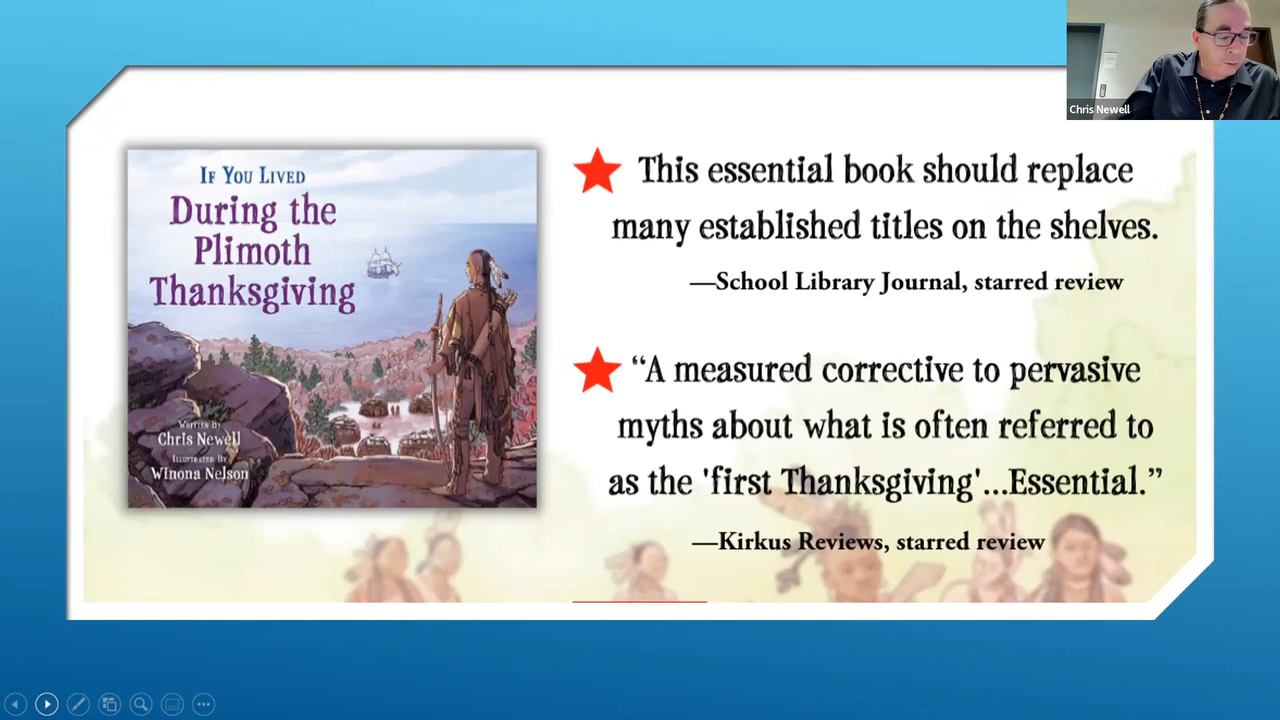 Chris Newell
If You Lived
During the
Plimoth
Thanksgiving
Written By
Chris Newell
Illustrated By
Winona Nelson
This essential book should replace
many established titles on the shelves.
—School Library Journal, starred review
“A measured corrective to pervasive
myths about what is often referred to
as the 'first Thanksgiving'...Essential.”
—Kirkus Reviews, starred review